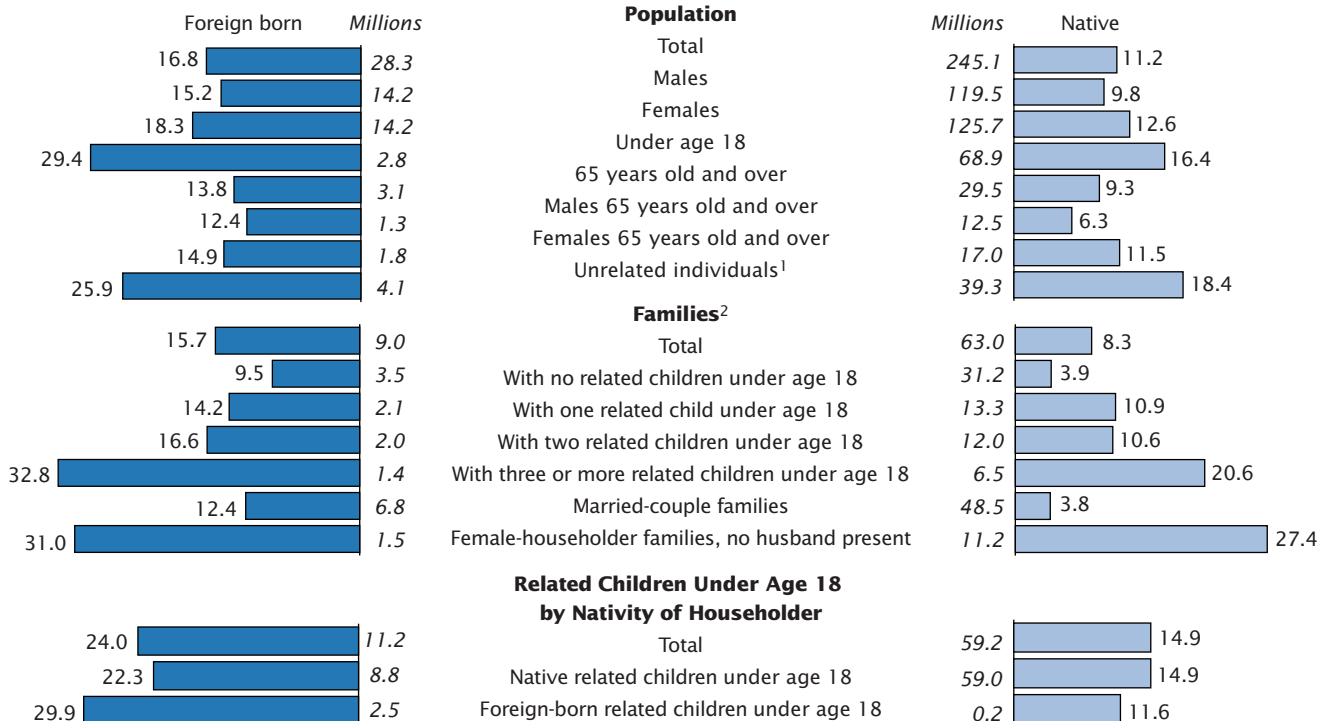 Population
Foreign born Millions Millions Native
16.8 28.3 Total 245.1 11.2
15.2 14.2 Males 119.5 9.8
18.3 14.2 Females 125.7 12.6
29.4 2.8 Under age 18 68.9 16.4
13.8 3.1 65 years old and over 29.5 9.3
12.4 1.3 Males 65 years old and over 12.5 6.3
14.9 1.8 Females 65 years old and over 17.0 11.5
25.9 4.1 Unrelated individuals1 39.3 18.4
Families2
15.7 9.0 Total 63.0 8.3
9.5 3.5 With no related children under age 18 31.2 3.9
14.2 2.1 With one related child under age 18 13.3 10.9
16.6 2.0 With two related children under age 18 12.0 10.6
32.8 1.4 With three or more related children under age 18 6.5 20.6
12.4 6.8 Married-couple families 48.5 3.8
31.0 1.5 Female-householder families, no husband present 11.2 27.4
Related Children Under Age 18
by Nativity of Householder
24.0 11.2 Total 59.2 14.9
22.3 8.8 Native related children under age 18 59.0 14.9
29.9 2.5 Foreign-born related children under age 18 0.2 11.6